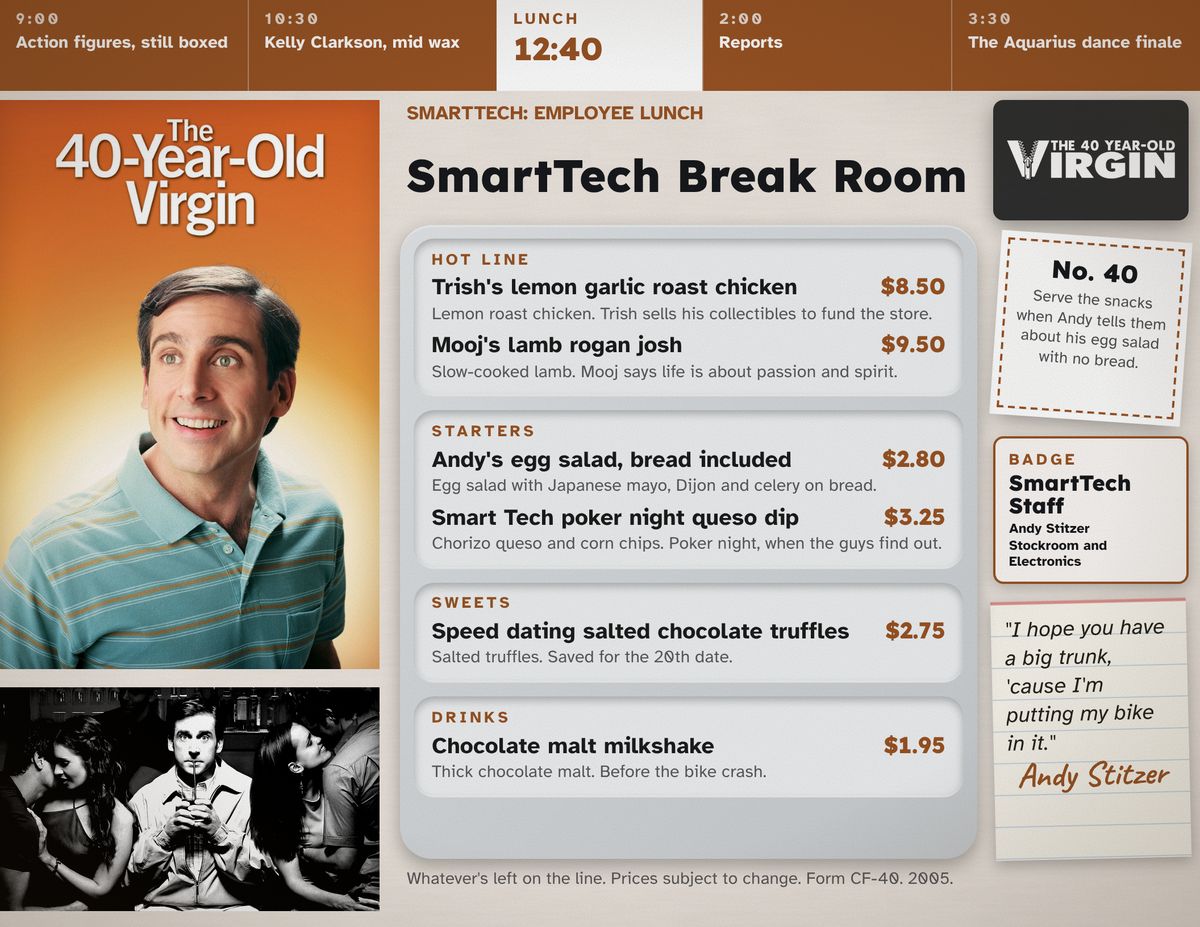 9:00
Action figures, still boxed
10:30
Kelly Clarkson, mid wax
LUNCH
12:40
2:00
Reports
3:30
The Aquarius dance finale
The
40-Year-Old
Virgin
SMARTTECH: EMPLOYEE LUNCH
SmartTech Break Room
HOT LINE
Trish's lemon garlic roast chicken $8.50
Lemon roast chicken. Trish sells his collectibles to fund the store.
Mooj's lamb rogan josh $9.50
Slow-cooked lamb. Mooj says life is about passion and spirit.
STARTERS
Andy's egg salad, bread included $2.80
Egg salad with Japanese mayo, Dijon and celery on bread.
Smart Tech poker night queso dip $3.25
Chorizo queso and corn chips. Poker night, when the guys find out.
SWEETS
Speed dating salted chocolate truffles $2.75
Salted truffles. Saved for the 20th date.
DRINKS
Chocolate malt milkshake $1.95
Thick chocolate malt. Before the bike crash.
Whatever's left on the line. Prices subject to change. Form CF-40. 2005.
THE 40 YEAR-OLD
VIRGIN
No. 40
Serve the snacks
when Andy tells them
about his egg salad
with no bread.
BADGE
SmartTech
Staff
Andy Stitzer
Stockroom and
Electronics
"I hope you have
a big trunk,
'cause I'm
putting my bike
in it."
Andy Stitzer